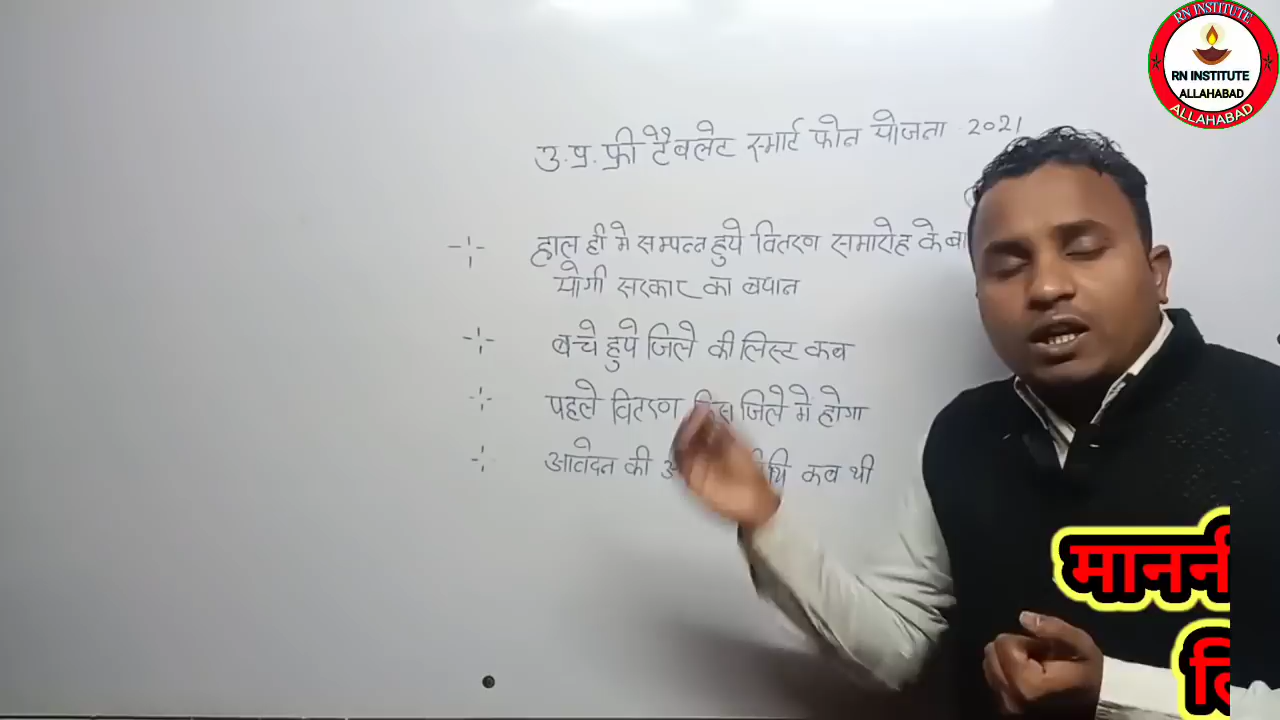 RN INSTITUTE
RN INSTITUTE
ALLAHABAD
ALLAHABAD
उ.प्र. फ्री टैबलेट स्मार्ट फोन योजना 2021
हाल ही मे सम्पन्न हुये वितरण समारोह के
योगी सरकार का बयान
बच्चे हुये जिले की लिस्ट कब
पहले वितरण जिले मे होगा
आवेदन की कब थी